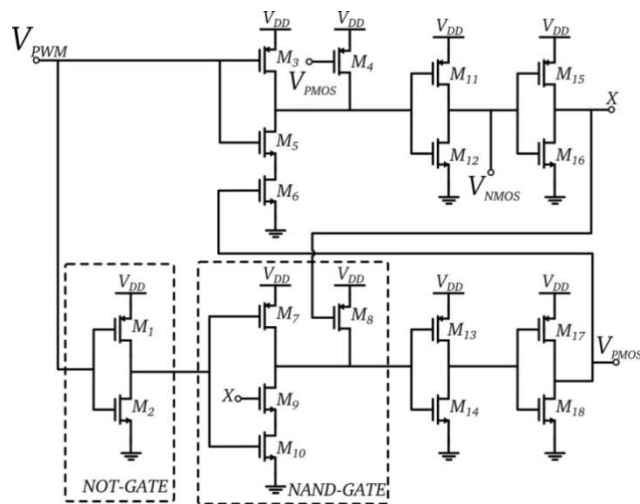 V_PWM
V_DD
V_DD
V_DD
V_DD
M_3
M_4
M_11
M_15
V_PMOS
X
M_5
M_12
M_16
M_6
V_NMOS
V_DD
V_DD
V_DD
V_DD
V_DD
M_1
M_7
M_8
M_13
M_17
V_PMOS
X
M_9
M_2
M_10
M_14
M_18
NOT-GATE
NAND-GATE